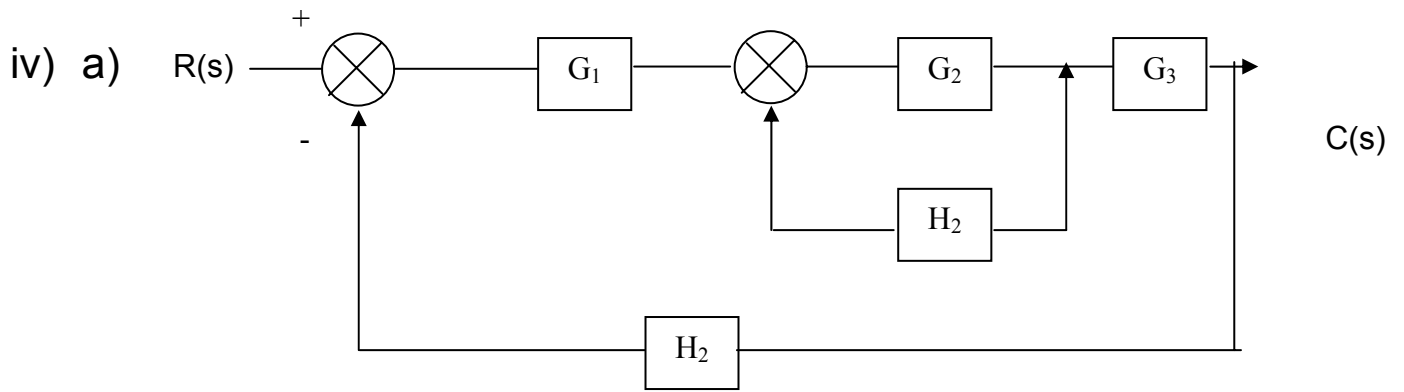 +
iv) a) R(s) G₁ G₂ G₃
- C(s)
H₂
H₂